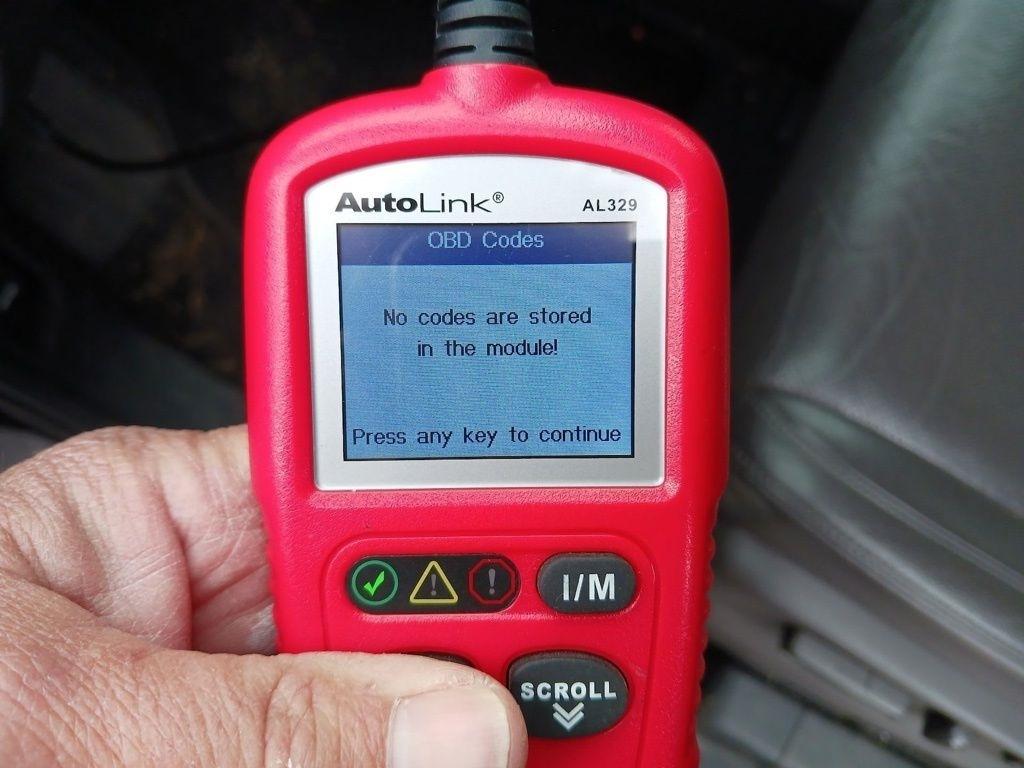 AutoLink® AL329
OBD Codes
No codes are stored
in the module!
Press any key to continue
I/M
SCROLL